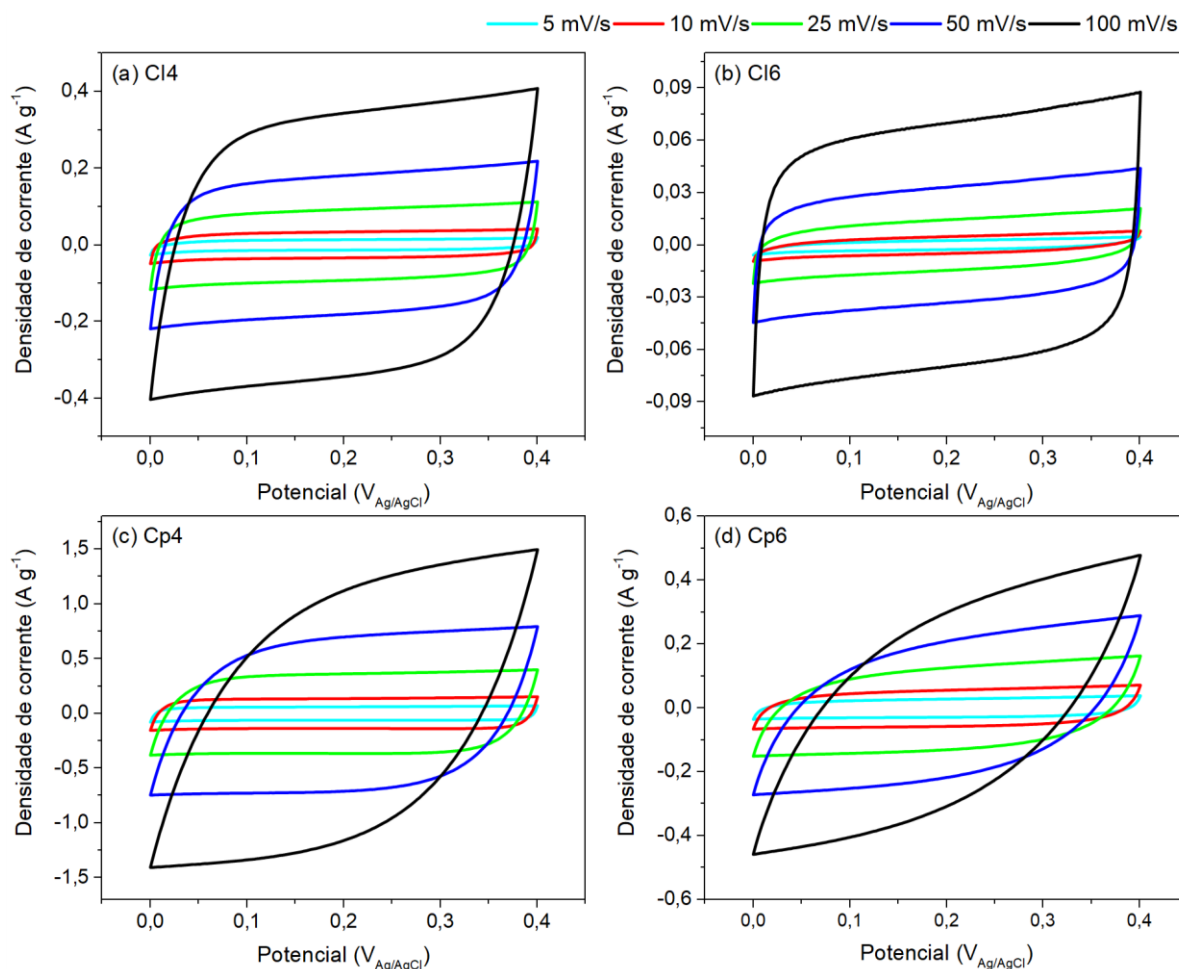 5 mV/s 10 mV/s 25 mV/s 50 mV/s 100 mV/s
(a) Cl4
Densidade de corrente (A g⁻¹)
0,4
0,2
0,0
-0,2
-0,4
0,0 0,1 0,2 0,3 0,4
Potencial (V_Ag/AgCl)
(b) Cl6
Densidade de corrente (A g⁻¹)
0,09
0,06
0,03
0,00
-0,03
-0,06
-0,09
0,0 0,1 0,2 0,3 0,4
Potencial (V_Ag/AgCl)
(c) Cp4
Densidade de corrente (A g⁻¹)
1,5
1,0
0,5
0,0
-0,5
-1,0
-1,5
0,0 0,1 0,2 0,3 0,4
Potencial (V_Ag/AgCl)
(d) Cp6
Densidade de corrente (A g⁻¹)
0,6
0,4
0,2
0,0
-0,2
-0,4
-0,6
0,0 0,1 0,2 0,3 0,4
Potencial (V_Ag/AgCl)